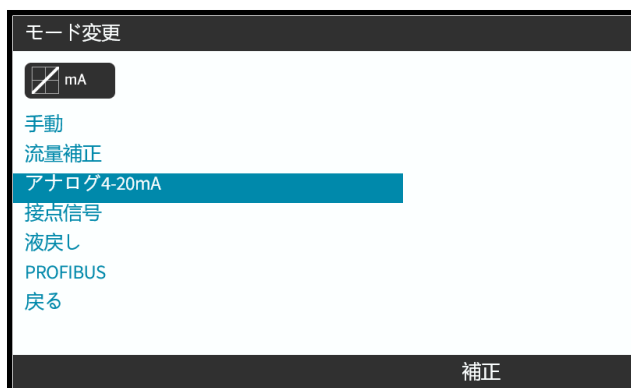 モード変更
mA
手動
流量補正
アナログ4-20mA
接点信号
液戻し
PROFIBUS
戻る
補正